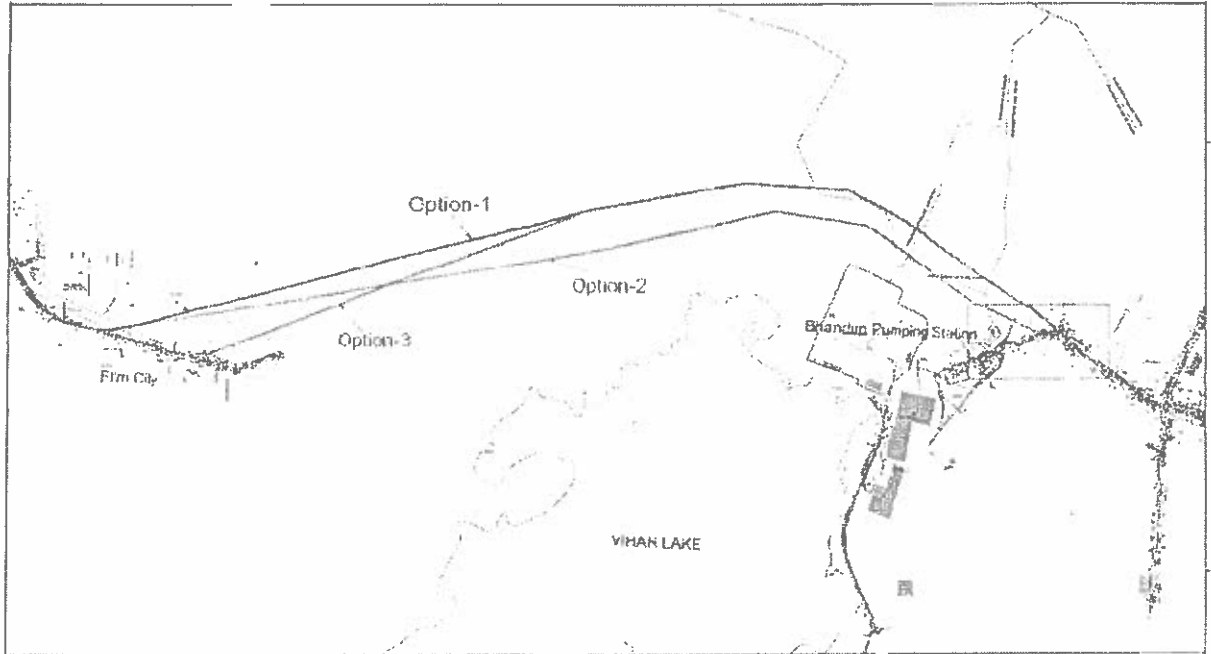 Option-1
Option-2
Option-3
Bhandup Pumping Station
Film City
VIHAR LAKE